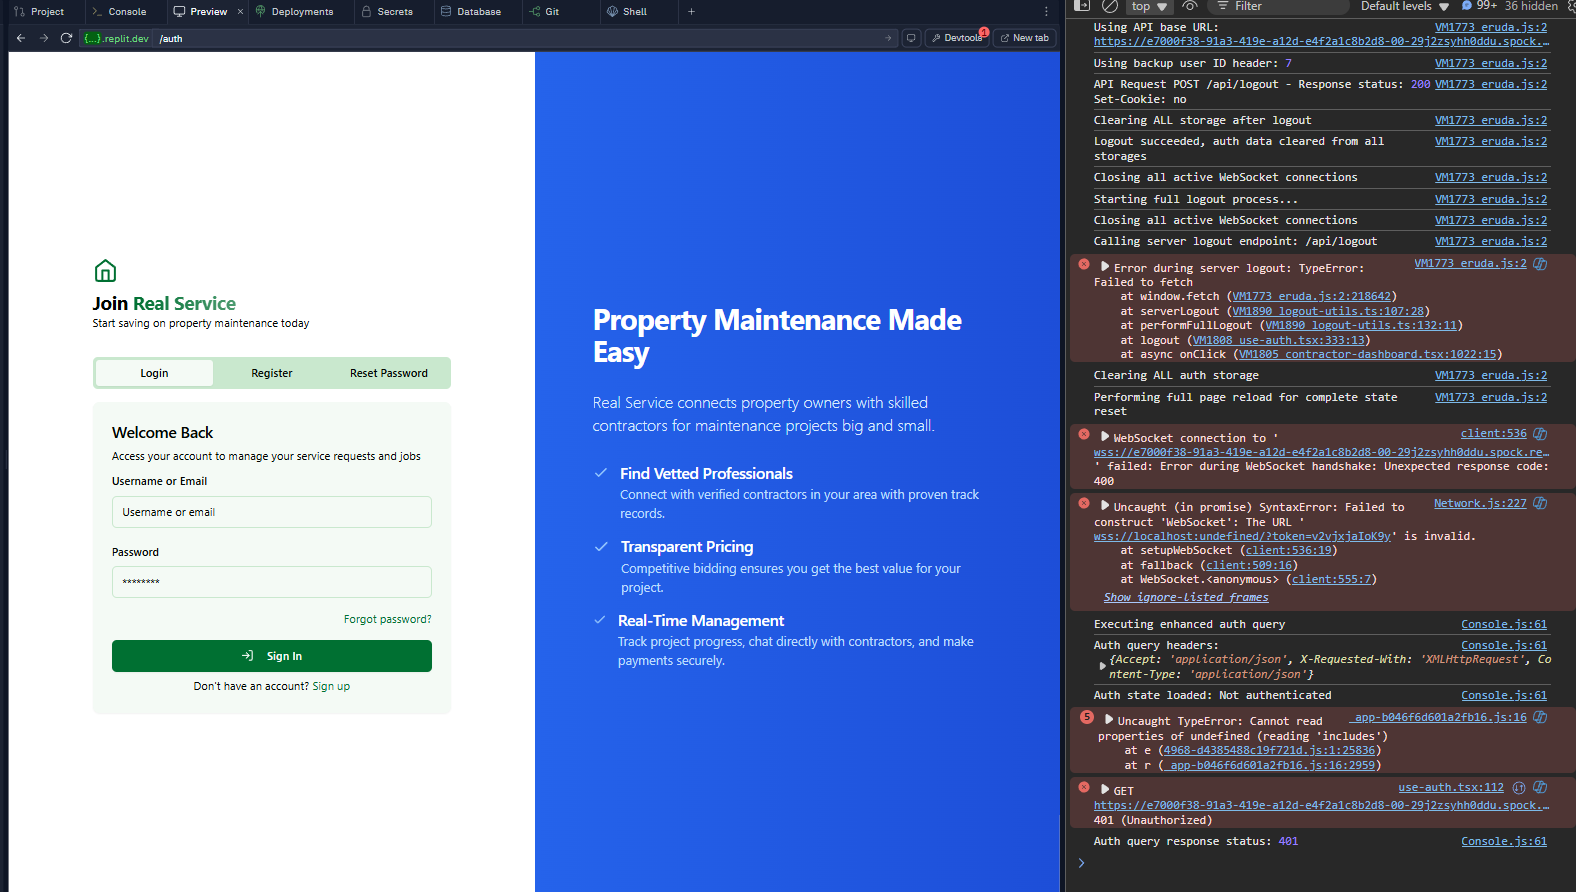 Project
Console
Preview ×
Deployments
Secrets
Database
Git
Shell
+
{...}.replit.dev /auth
Devtools 1
New tab
Join Real Service
Start saving on property maintenance today
Login Register Reset Password
Welcome Back
Access your account to manage your service requests and jobs
Username or Email
Username or email
Password
********
Forgot password?
Sign In
Don't have an account? Sign up
Property Maintenance Made
Easy
Real Service connects property owners with skilled
contractors for maintenance projects big and small.
Find Vetted Professionals
Connect with verified contractors in your area with proven track
records.
Transparent Pricing
Competitive bidding ensures you get the best value for your
project.
Real-Time Management
Track project progress, chat directly with contractors, and make
payments securely.
top Filter Default levels 99+ 36 hidden
Using API base URL: VM1773 eruda.js:2
https://e7000f38-91a3-419e-a12d-e4f2a1c8b2d8-00-29j2zsyhh0ddu.spock.…
Using backup user ID header: 7 VM1773 eruda.js:2
API Request POST /api/logout - Response status: 200 VM1773 eruda.js:2
Set-Cookie: no
Clearing ALL storage after logout VM1773 eruda.js:2
Logout succeeded, auth data cleared from all VM1773 eruda.js:2
storages
Closing all active WebSocket connections VM1773 eruda.js:2
Starting full logout process... VM1773 eruda.js:2
Closing all active WebSocket connections VM1773 eruda.js:2
Calling server logout endpoint: /api/logout VM1773 eruda.js:2
Error during server logout: TypeError: VM1773 eruda.js:2
Failed to fetch
at window.fetch (VM1773 eruda.js:2:218642)
at serverLogout (VM1890 logout-utils.ts:107:28)
at performFullLogout (VM1890 logout-utils.ts:132:11)
at logout (VM1808 use-auth.tsx:333:13)
at async onClick (VM1805 contractor-dashboard.tsx:1022:15)
Clearing ALL auth storage VM1773 eruda.js:2
Performing full page reload for complete state VM1773 eruda.js:2
reset
WebSocket connection to ' client:536
wss://e7000f38-91a3-419e-a12d-e4f2a1c8b2d8-00-29j2zsyhh0ddu.spock.re…
' failed: Error during WebSocket handshake: Unexpected response code:
400
Uncaught (in promise) SyntaxError: Failed to Network.js:227
construct 'WebSocket': The URL '
wss://localhost:undefined/?token=v2vjxjaIoK9y' is invalid.
at setupWebSocket (client:536:19)
at fallback (client:509:16)
at WebSocket.<anonymous> (client:555:7)
Show ignore-listed frames
Executing enhanced auth query Console.js:61
Auth query headers: Console.js:61
{Accept: 'application/json', X-Requested-With: 'XMLHttpRequest', Co
ntent-Type: 'application/json'}
Auth state loaded: Not authenticated Console.js:61
5 Uncaught TypeError: Cannot read _app-b046f6d601a2fb16.js:16
properties of undefined (reading 'includes')
at e (4968-d4385488c19f721d.js:1:25836)
at r (_app-b046f6d601a2fb16.js:16:2959)
GET use-auth.tsx:112
https://e7000f38-91a3-419e-a12d-e4f2a1c8b2d8-00-29j2zsyhh0ddu.spock.…
401 (Unauthorized)
Auth query response status: 401 Console.js:61